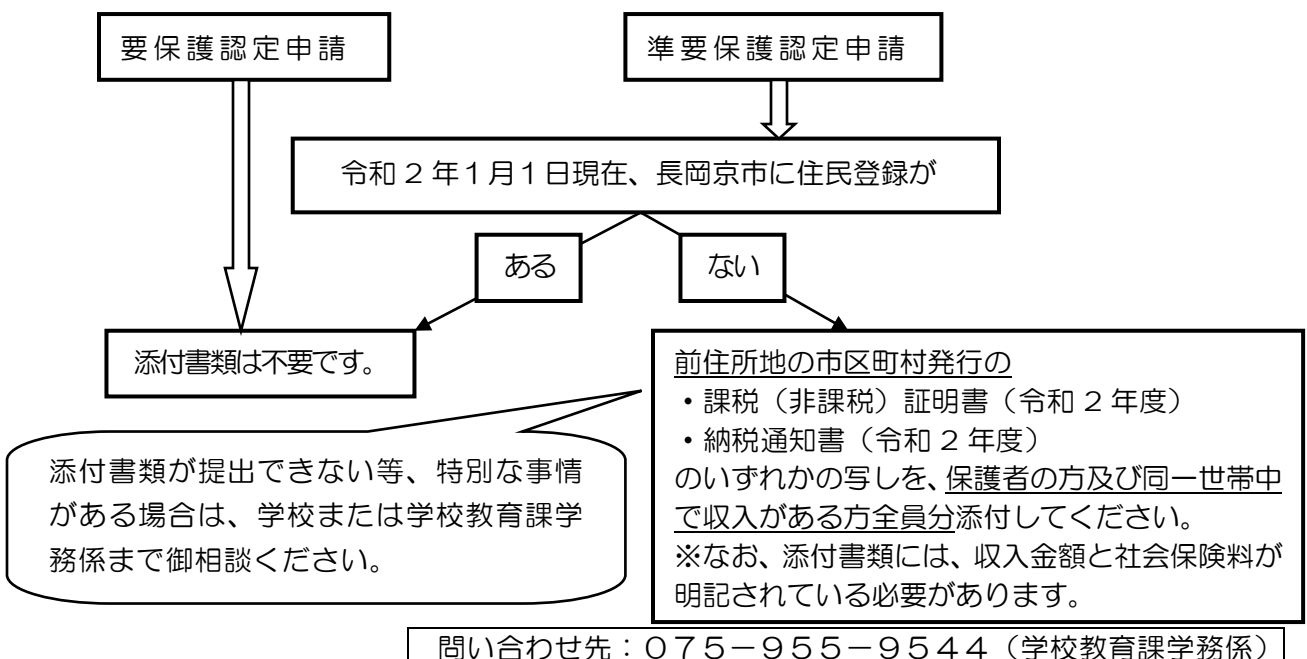 要保護認定申請
準要保護認定申請
令和２年１月１日現在、長岡京市に住民登録が
ある
ない
添付書類は不要です。
前住所地の市区町村発行の
・課税（非課税）証明書（令和２年度）
・納税通知書（令和２年度）
のいずれかの写しを、保護者の方及び同一世帯中
で収入がある方全員分添付してください。
※なお、添付書類には、収入金額と社会保険料が
明記されている必要があります。
添付書類が提出できない等、特別な事情
がある場合は、学校または学校教育課学
務係まで御相談ください。
問い合わせ先：０７５－９５５－９５４４（学校教育課学務係）